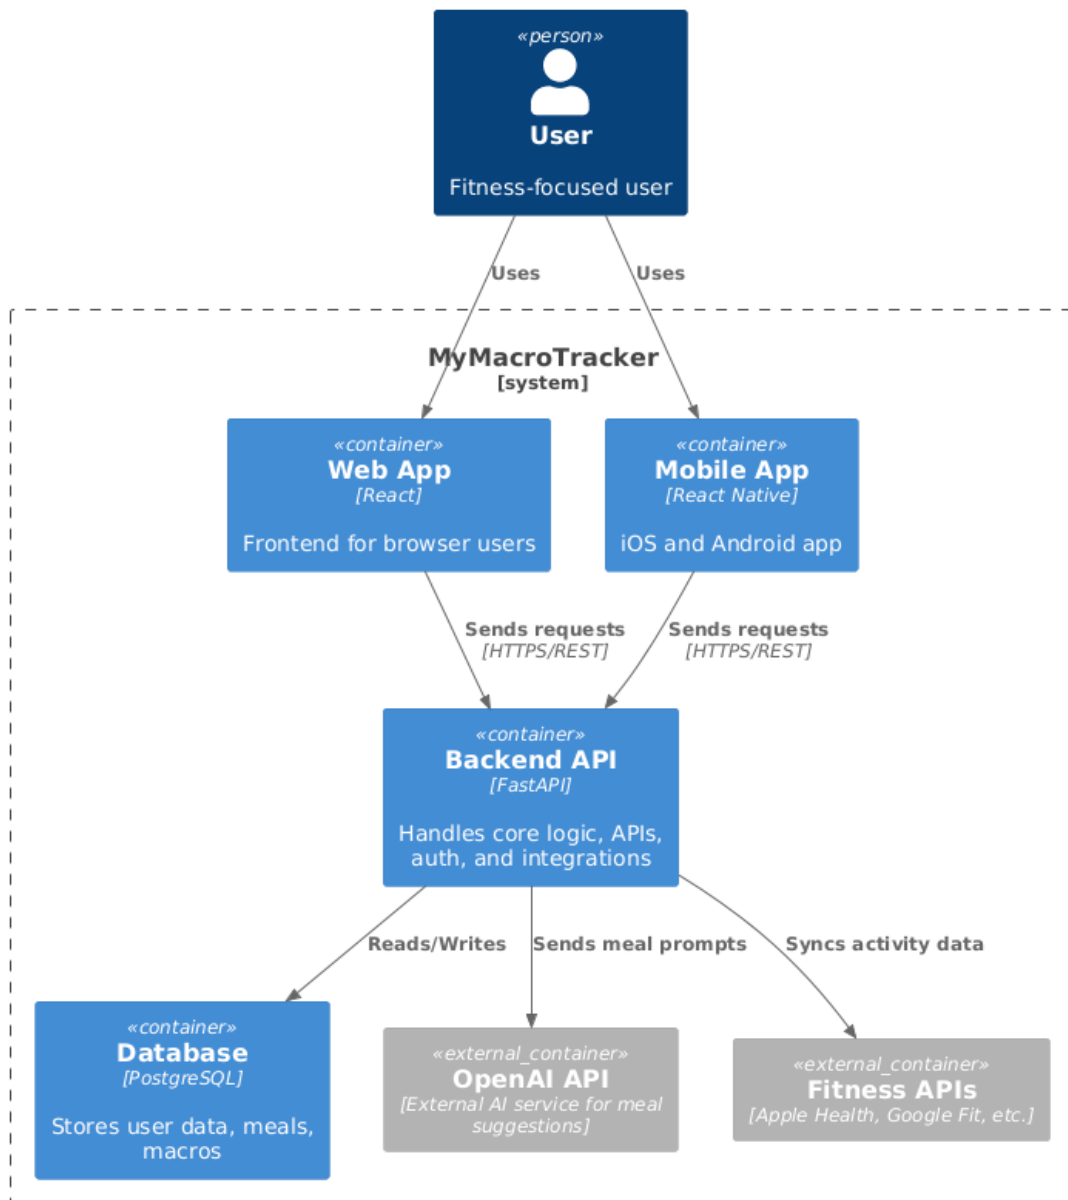 «person»
User
Fitness-focused user
Uses
Uses
MyMacroTracker
[system]
«container»
Web App
[React]
Frontend for browser users
«container»
Mobile App
[React Native]
iOS and Android app
Sends requests
[HTTPS/REST]
Sends requests
[HTTPS/REST]
«container»
Backend API
[FastAPI]
Handles core logic, APIs,
auth, and integrations
Reads/Writes
Sends meal prompts
Syncs activity data
«container»
Database
[PostgreSQL]
Stores user data, meals,
macros
«external_container»
OpenAI API
[External AI service for meal
suggestions]
«external_container»
Fitness APIs
[Apple Health, Google Fit, etc.]